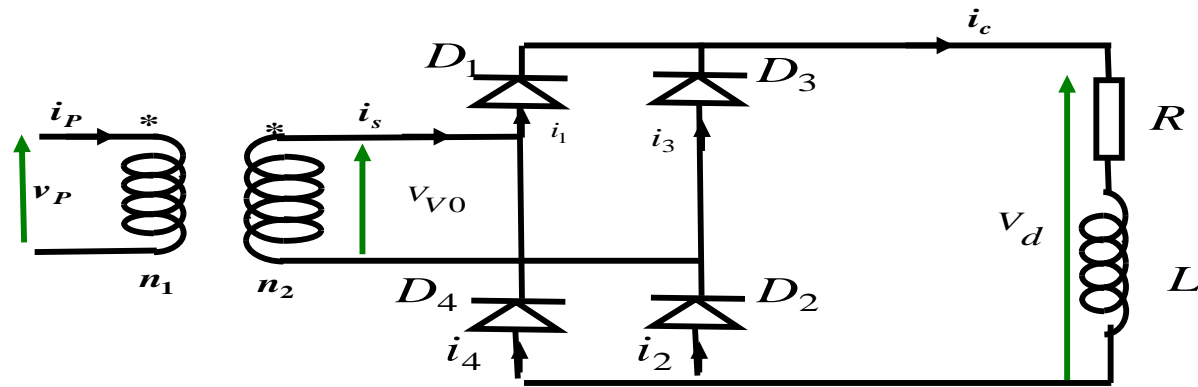 i_c
D_1
D_3
i_P
*
*
i_s
i_1
i_3
R
v_P
V_V0
V_d
n_1
n_2
D_4
D_2
L
i_4
i_2